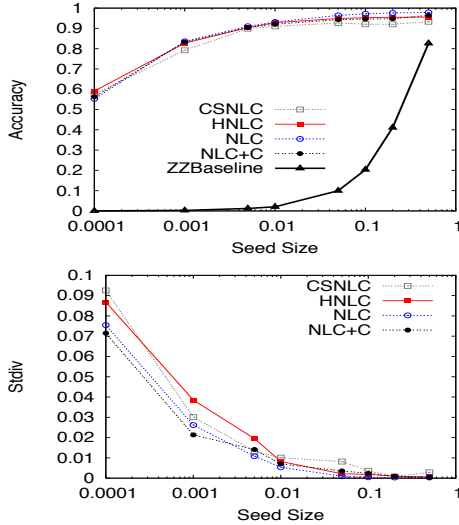 1
0.9
0.8
0.7
0.6
0.5
0.4
0.3
0.2
0.1
0
Accuracy
CSNLC
HNLC
NLC
NLC+C
ZZBaseline
0.0001 0.001 0.01 0.1 1
Seed Size
0.1
0.09
0.08
0.07
0.06
0.05
0.04
0.03
0.02
0.01
0
Stdiv
CSNLC
HNLC
NLC
NLC+C
0.0001 0.001 0.01 0.1 1
Seed Size